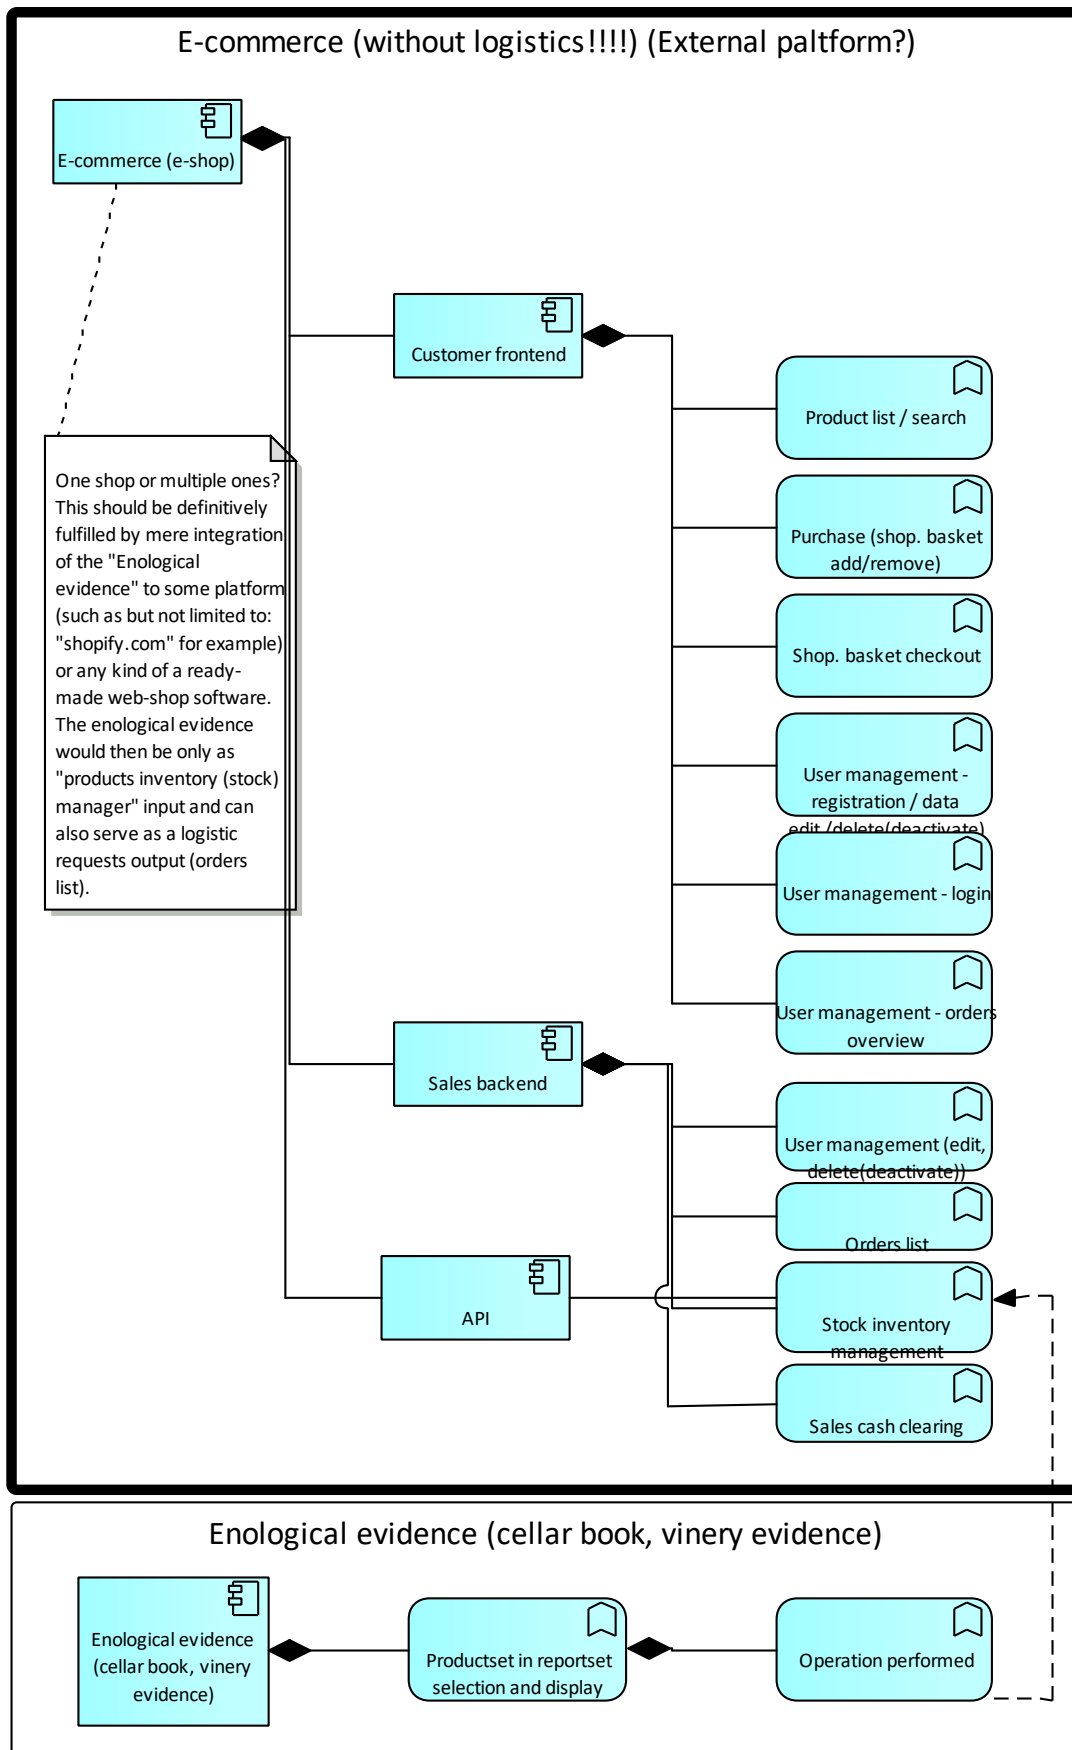 E-commerce (without logistics!!!!) (External paltform?)
E-commerce (e-shop)
Customer frontend
Product list / search
One shop or multiple ones?
This should be definitively
fulfilled by mere integration
of the "Enological
evidence" to some platform
(such as but not limited to:
"shopify.com" for example)
or any kind of a ready-
made web-shop software.
The enological evidence
would then be only as
"products inventory (stock)
manager" input and can
also serve as a logistic
requests output (orders
list).
Purchase (shop. basket
add/remove)
Shop. basket checkout
User management -
registration / data
edit /delete(deactivate)
User management - login
User management - orders
overview
Sales backend
User management (edit,
delete(deactivate))
Orders list
API
Stock inventory
management
Sales cash clearing
Enological evidence (cellar book, vinery evidence)
Enological evidence
(cellar book, vinery
evidence)
Productset in reportset
selection and display
Operation performed